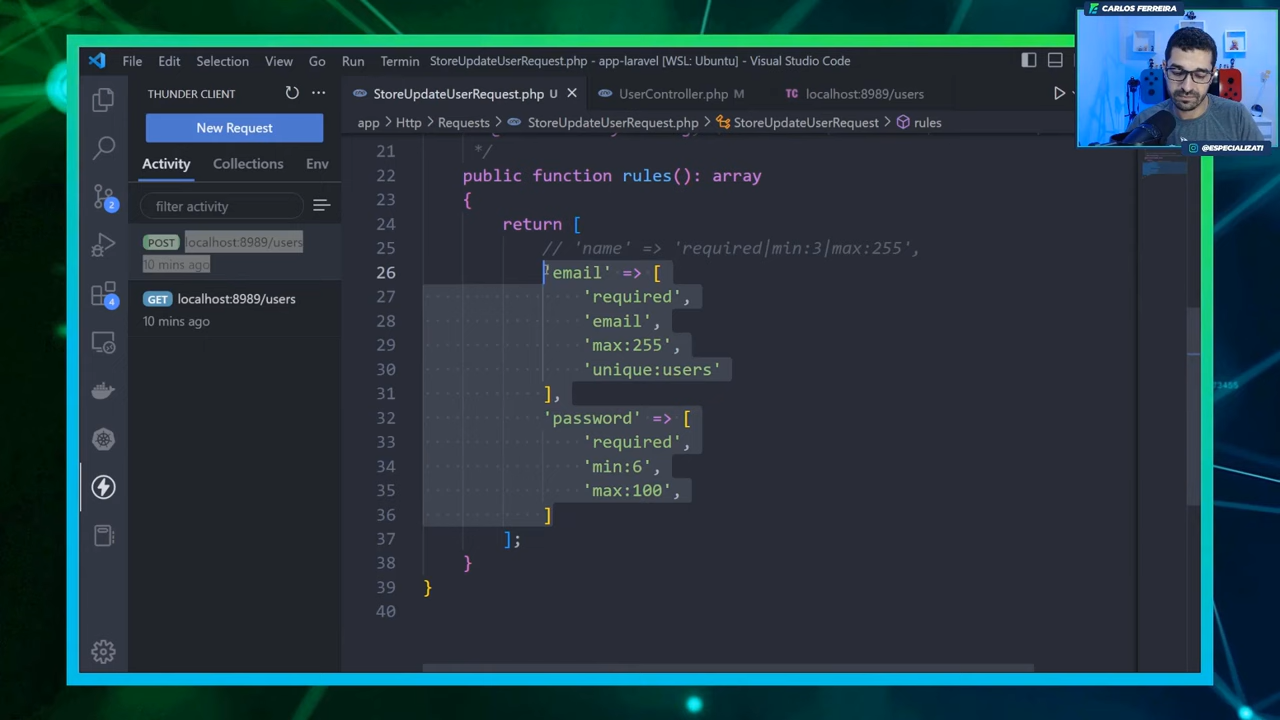 CARLOS FERREIRA
File Edit Selection View Go Run Termin StoreUpdateUserRequest.php - app-laravel [WSL: Ubuntu] - Visual Studio Code
THUNDER CLIENT
StoreUpdateUserRequest.php U
UserController.php M
localhost:8989/users
New Request
app > Http > Requests > StoreUpdateUserRequest.php > StoreUpdateUserRequest > rules
@ESPECIALIZATI
Activity Collections Env
filter activity
POST localhost:8989/users
10 mins ago
GET localhost:8989/users
10 mins ago
2
4
21 */
22 public function rules(): array
23 {
24 return [
25 // 'name' => 'required|min:3|max:255',
26 'email' => [
27 'required',
28 'email',
29 'max:255',
30 'unique:users'
31 ],
32 'password' => [
33 'required',
34 'min:6',
35 'max:100',
36 ]
37 ];
38 }
39 }
40